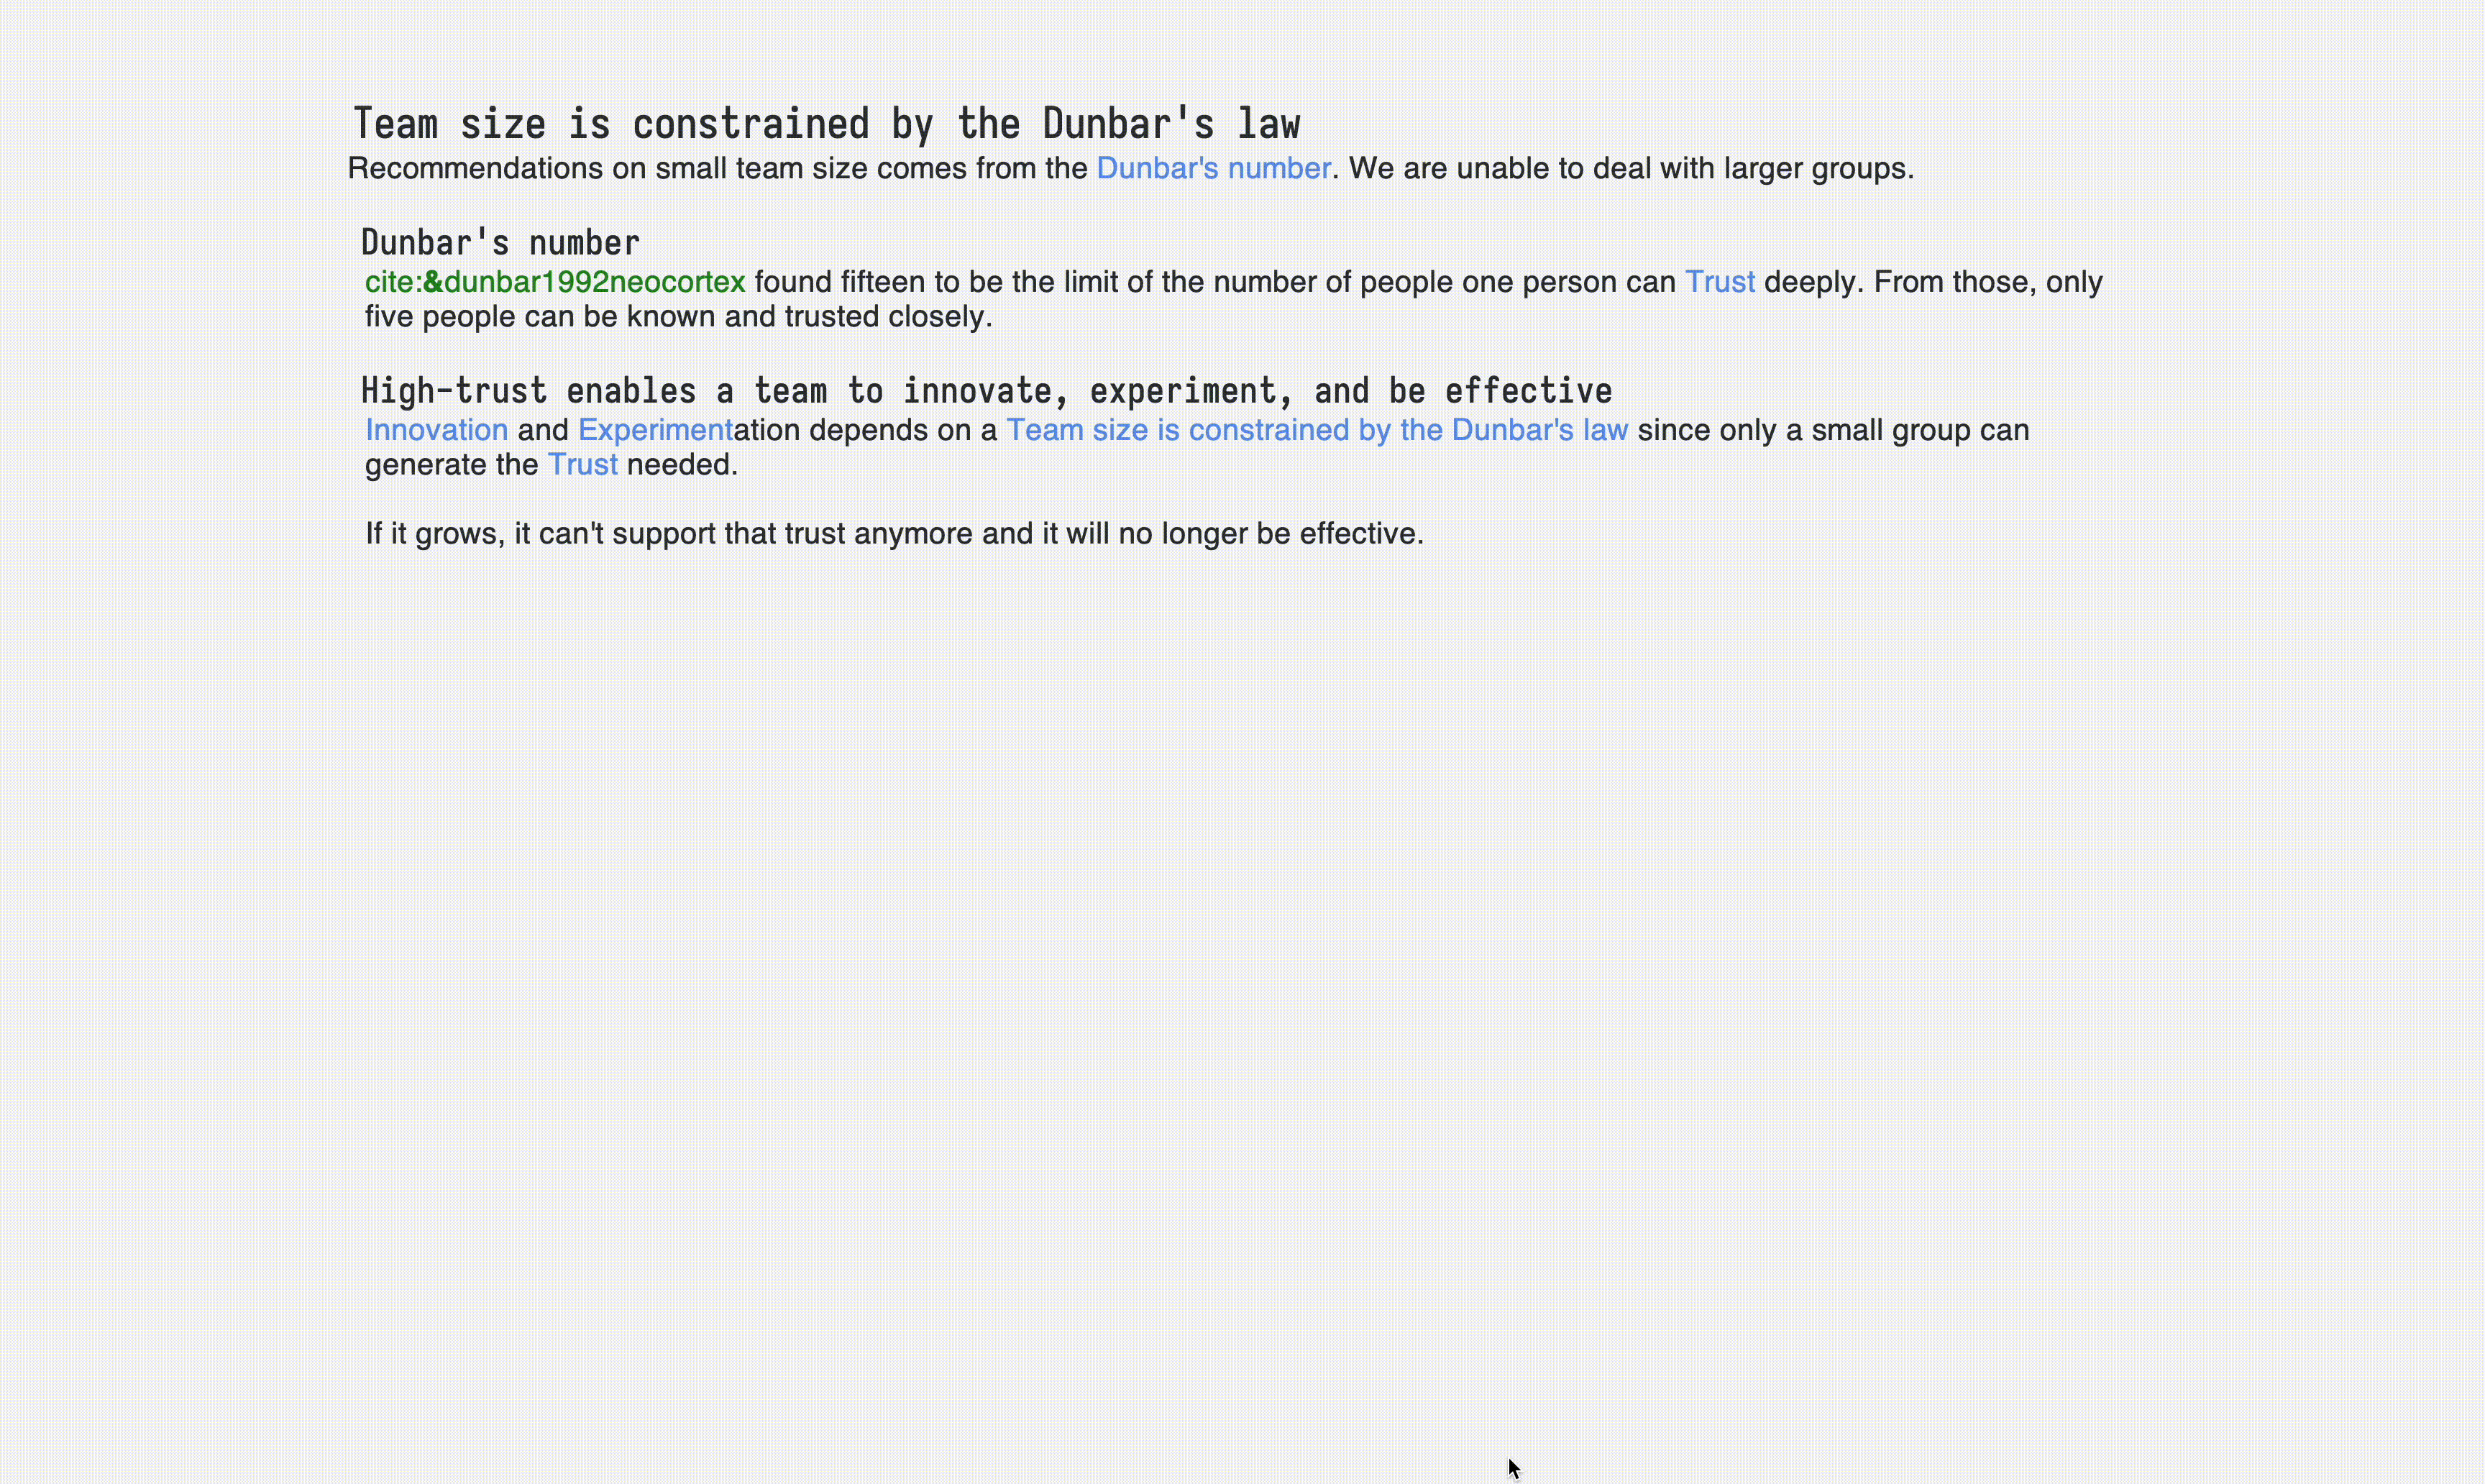 Team size is constrained by the Dunbar's law
Recommendations on small team size comes from the Dunbar's number. We are unable to deal with larger groups.
Dunbar's number
cite:&dunbar1992neocortex found fifteen to be the limit of the number of people one person can Trust deeply. From those, only
five people can be known and trusted closely.
High-trust enables a team to innovate, experiment, and be effective
Innovation and Experimentation depends on a Team size is constrained by the Dunbar's law since only a small group can
generate the Trust needed.
If it grows, it can't support that trust anymore and it will no longer be effective.